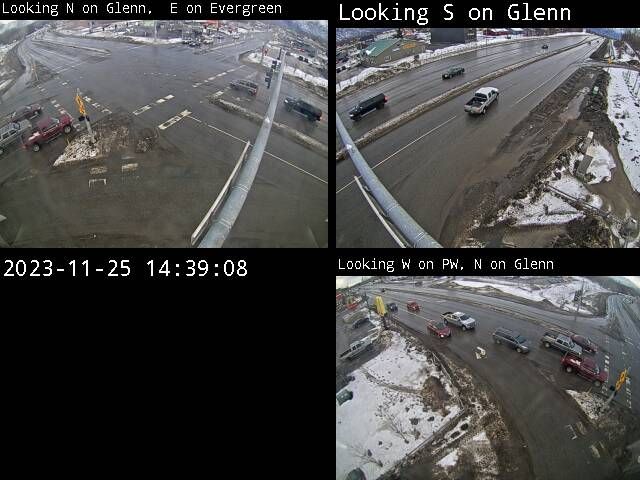 Looking N on Glenn,  E on Evergreen
Looking S on Glenn
2023-11-25 14:39:08
Looking W on PW, N on Glenn